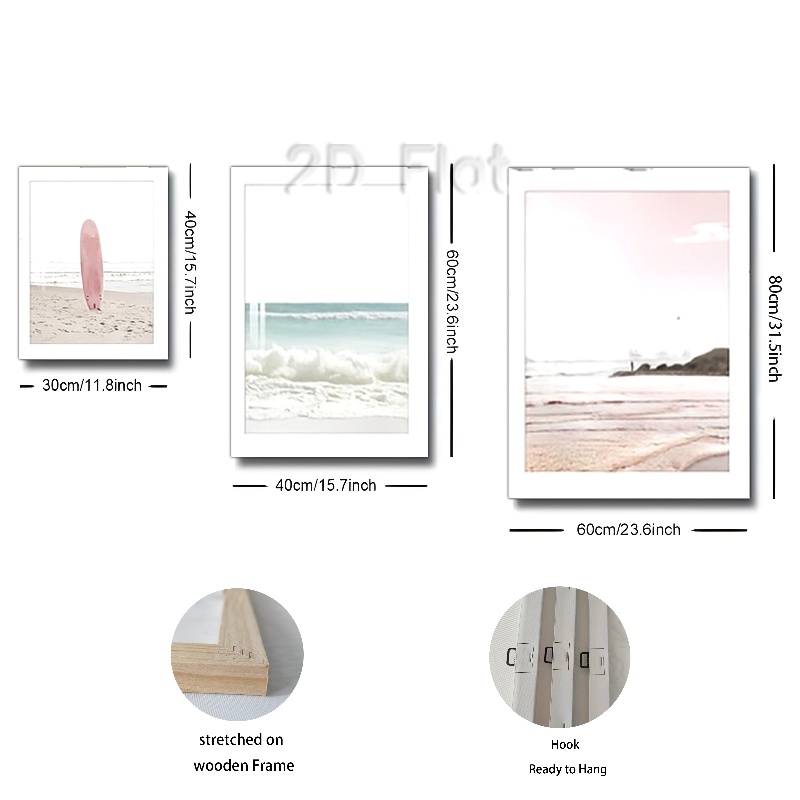 2D Flat
40cm/15.7inch
30cm/11.8inch
60cm/23.6inch
40cm/15.7inch
80cm/31.5inch
60cm/23.6inch
stretched on
wooden Frame
Hook
Ready to Hang